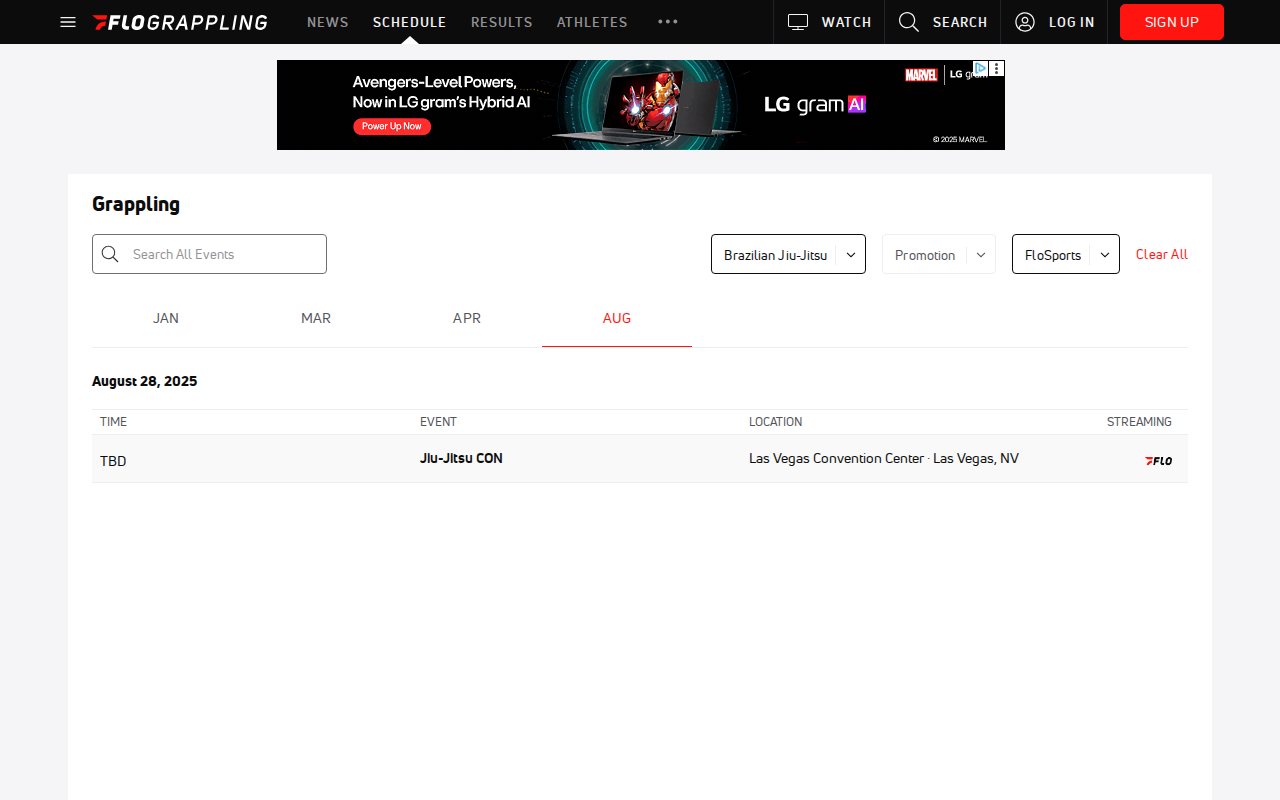 FLOGRAPPLING NEWS SCHEDULE RESULTS ATHLETES WATCH SEARCH LOG IN SIGN UP
Avengers-Level Powers,
Now in LG gram's Hybrid AI
Power Up Now
LG gram AI
MARVEL LG
© 2025 MARVEL.
Grappling
Search All Events Brazilian Jiu-Jitsu Promotion FloSports Clear All
JAN MAR APR AUG
August 28, 2025
TIME EVENT LOCATION STREAMING
TBD Jiu-Jitsu CON Las Vegas Convention Center · Las Vegas, NV FLO